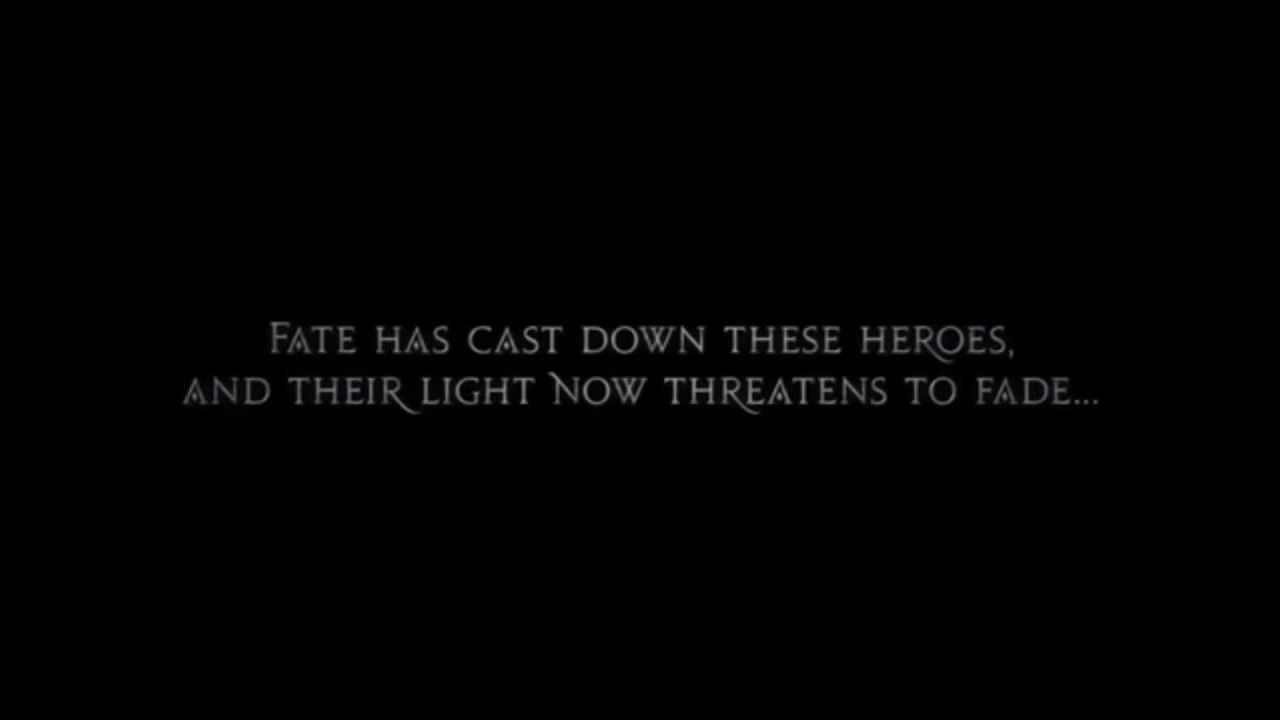 Fate has cast down these heroes,
and their light now threatens to fade...